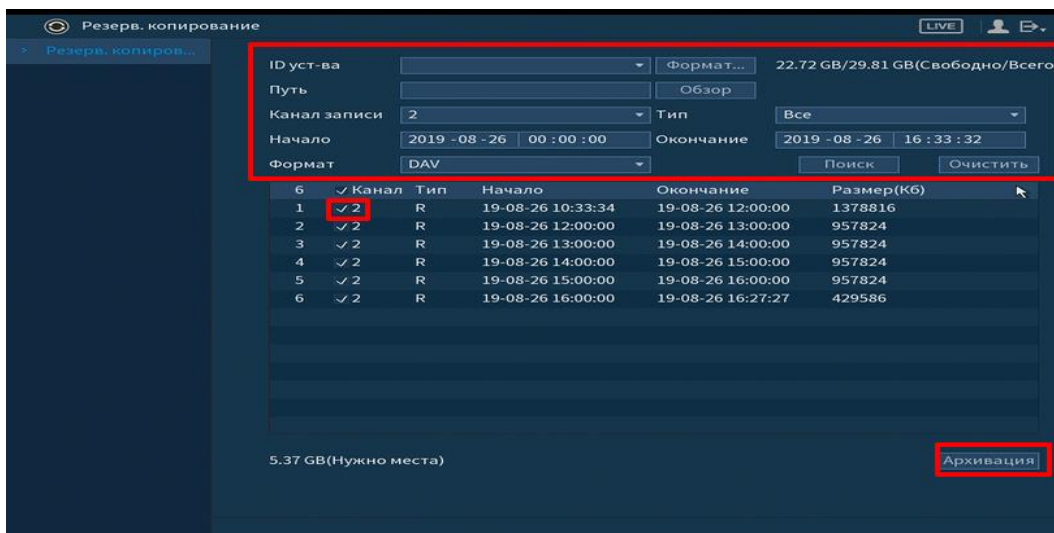 Резерв. копирование LIVE
> Резерв. копиров...
ID уст-ва Формат... 22.72 GB/29.81 GB(Свободно/Всего
Путь Обзор
Канал записи 2 Тип Все
Начало 2019 -08 -26 00 : 00 : 00 Окончание 2019 -08 -26 16 : 33 : 32
Формат DAV Поиск Очистить
6 Канал Тип Начало Окончание Размер(Кб)
1 2 R 19-08-26 10:33:34 19-08-26 12:00:00 1378816
2 2 R 19-08-26 12:00:00 19-08-26 13:00:00 957824
3 2 R 19-08-26 13:00:00 19-08-26 14:00:00 957824
4 2 R 19-08-26 14:00:00 19-08-26 15:00:00 957824
5 2 R 19-08-26 15:00:00 19-08-26 16:00:00 957824
6 2 R 19-08-26 16:00:00 19-08-26 16:27:27 429586
5.37 GB(Нужно места) Архивация